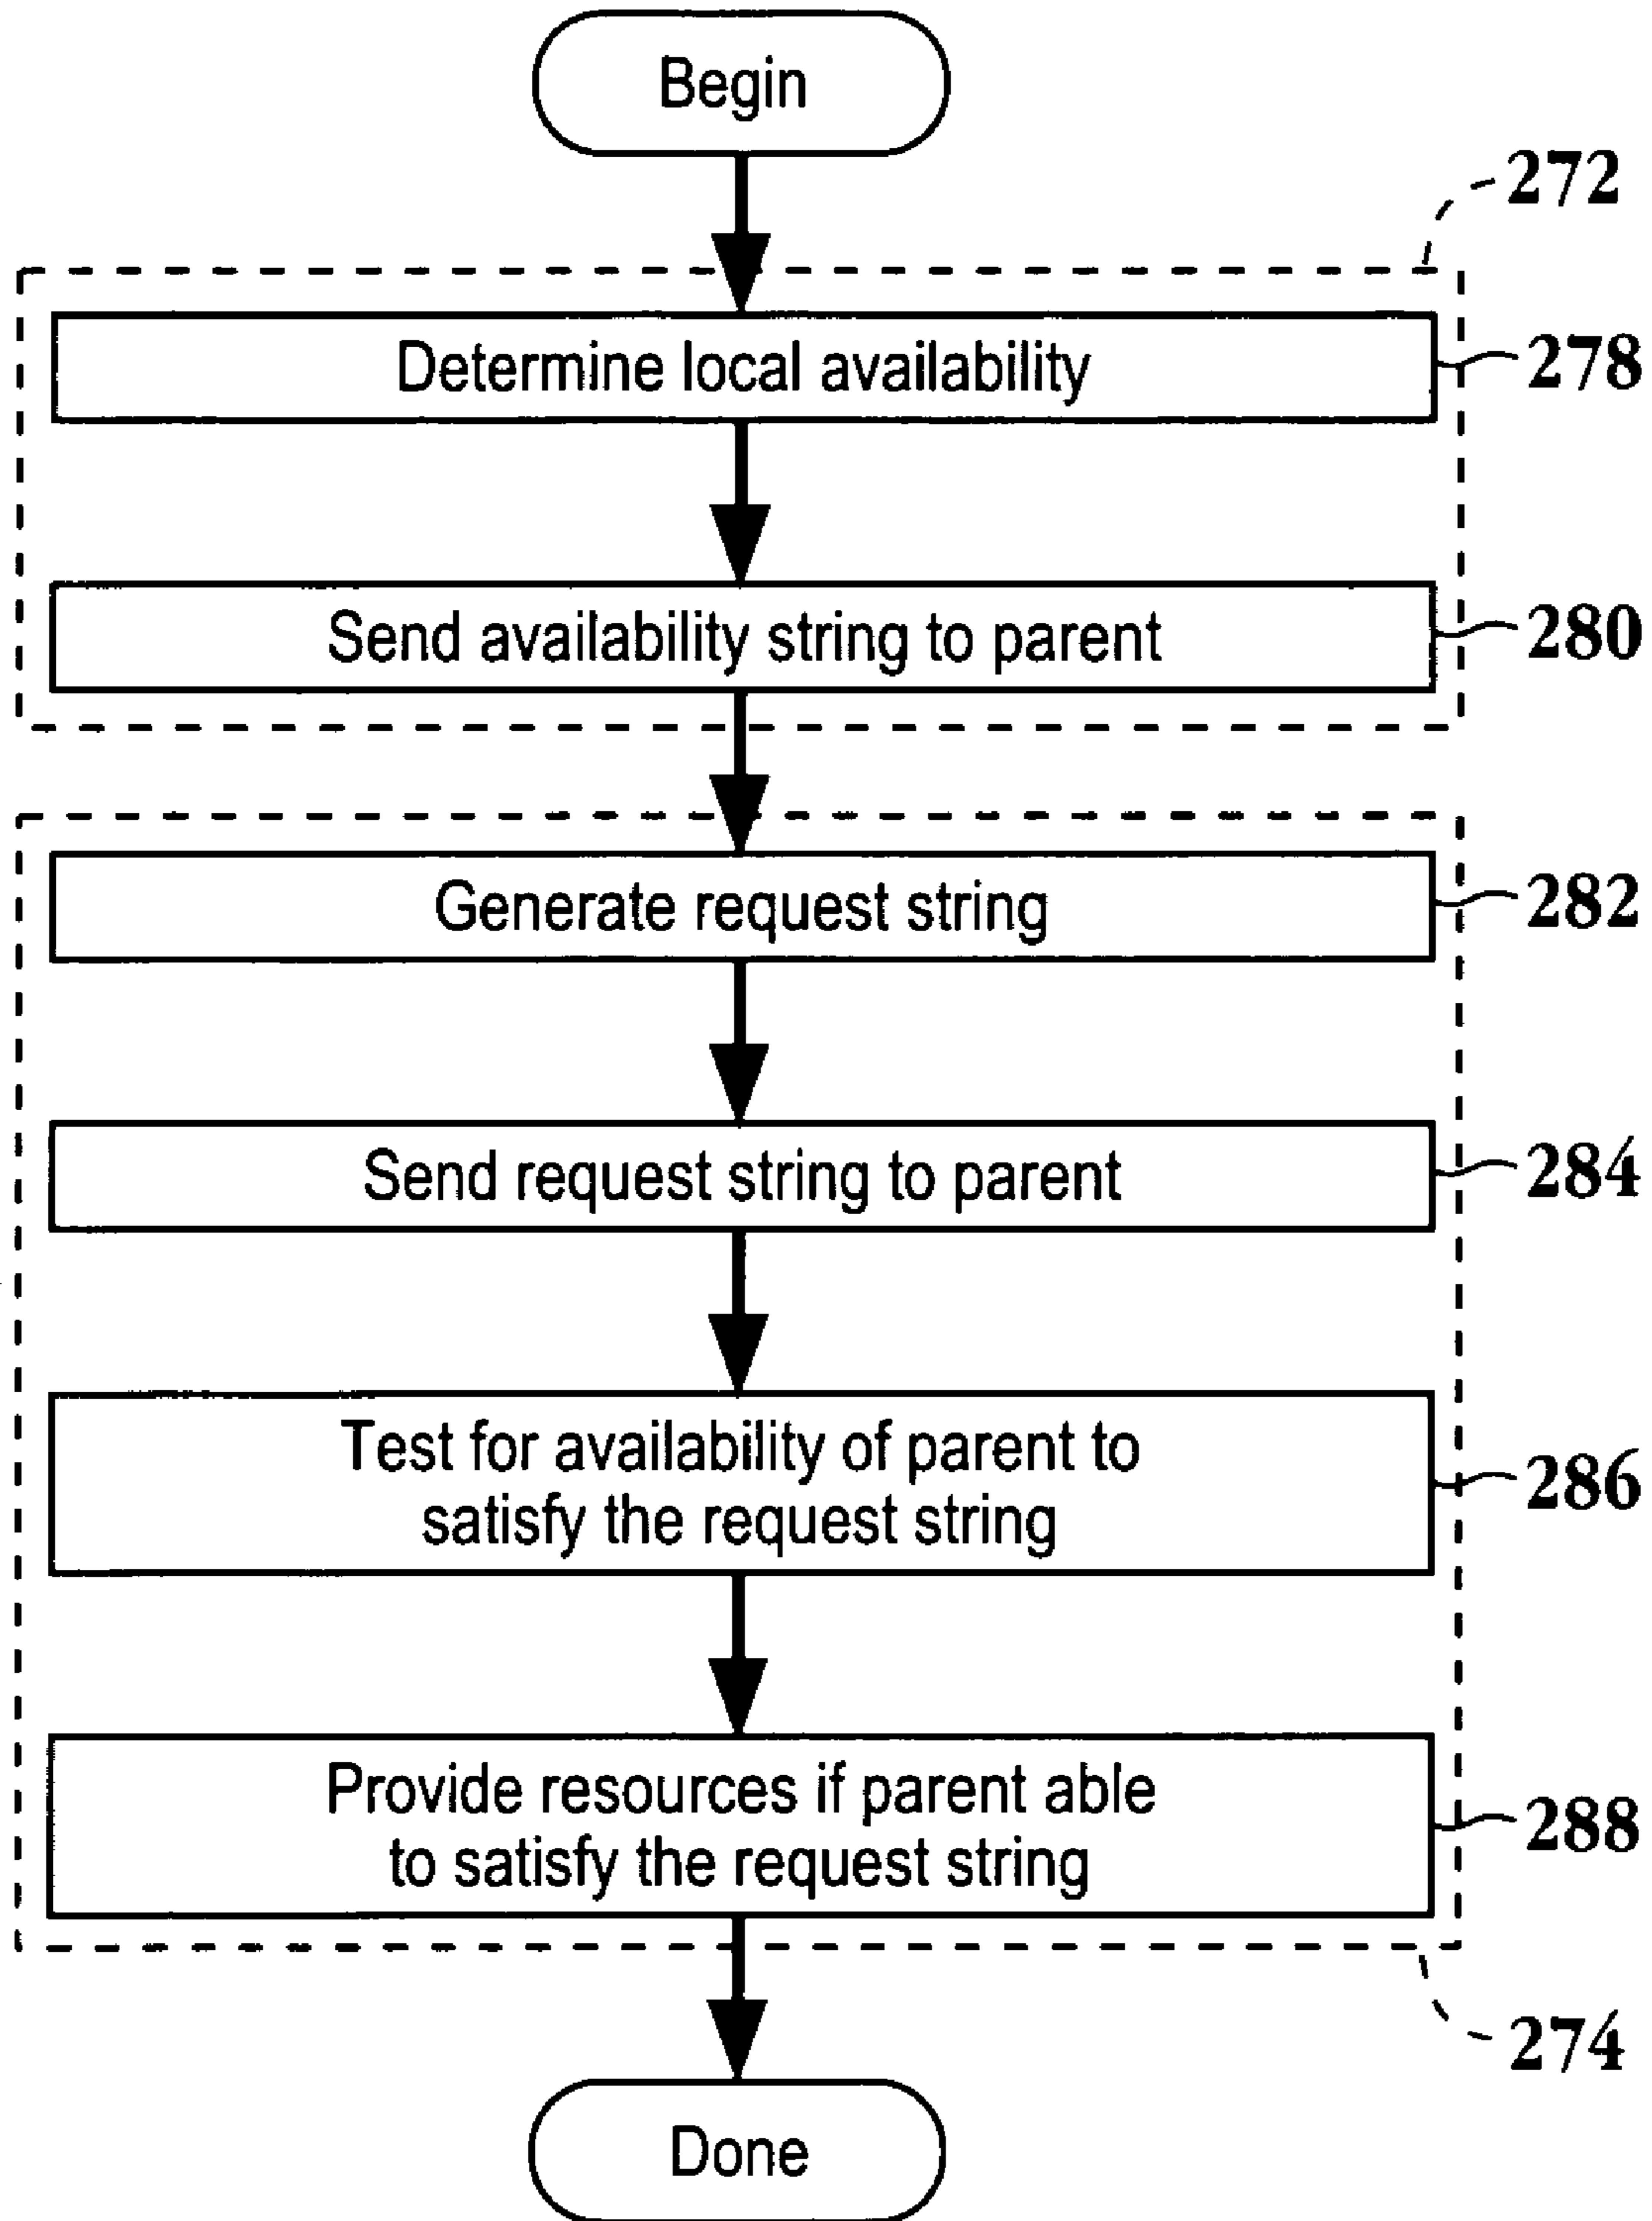 Begin
272
Determine local availability
278
Send availability string to parent
280
Generate request string
282
Send request string to parent
284
Test for availability of parent to
satisfy the request string
286
Provide resources if parent able
to satisfy the request string
288
274
Done